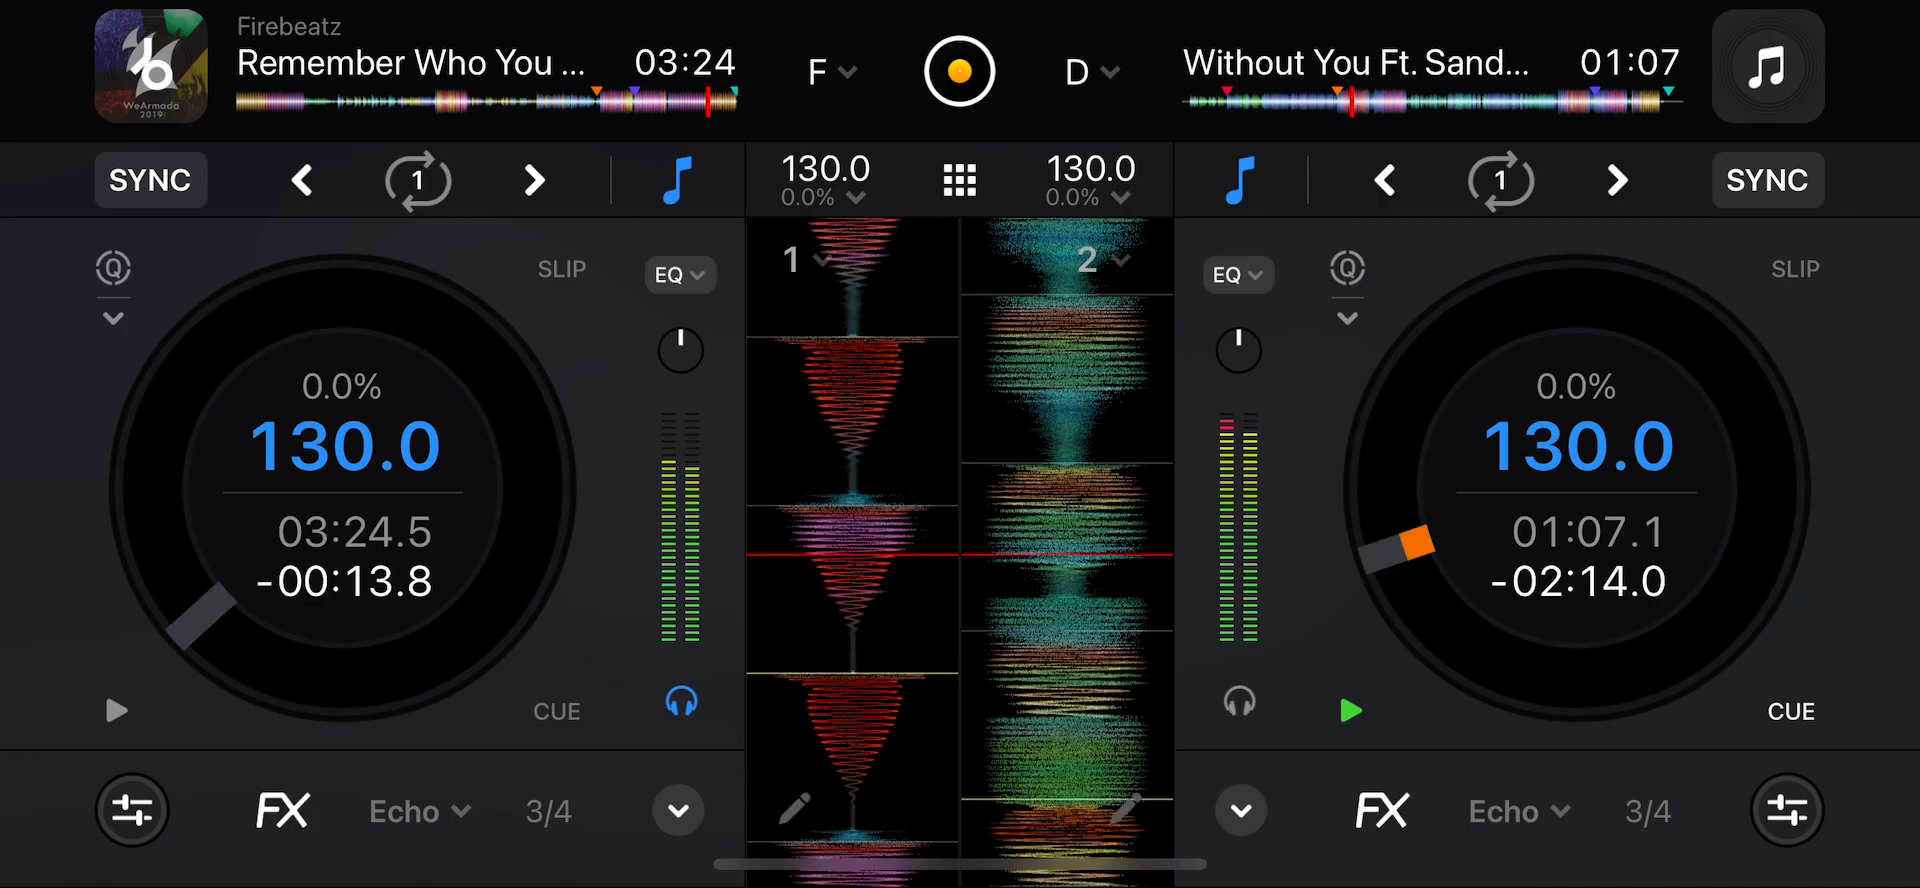 WeArmada
2019
Firebeatz
Remember Who You ...
03:24
F
D
Without You Ft. Sand...
01:07
SYNC
1
130.0
0.0%
130.0
0.0%
1
SYNC
Q
SLIP
EQ
1
2
EQ
Q
SLIP
0.0%
130.0
03:24.5
-00:13.8
0.0%
130.0
01:07.1
-02:14.0
CUE
CUE
FX
Echo
3/4
FX
Echo
3/4